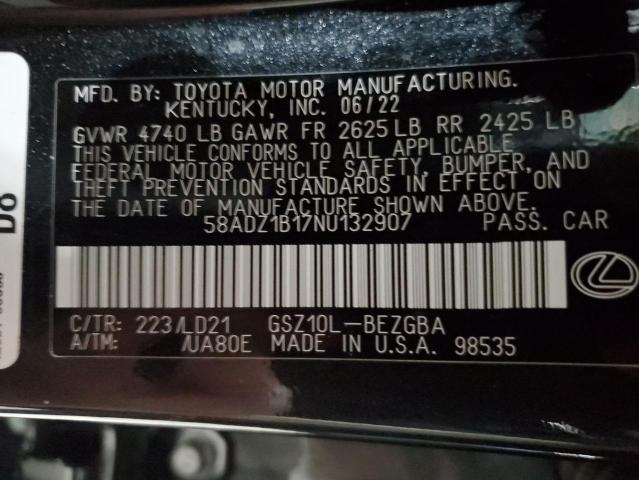 MFD. BY: TOYOTA MOTOR MANUFACTURING.
KENTUCKY, INC. 06/22
GVWR 4740 LB GAWR FR 2625 LB RR 2425 LB
THIS VEHICLE CONFORMS TO ALL APPLICABLE
FEDERAL MOTOR VEHICLE SAFETY, BUMPER, AND
THEFT PREVENTION STANDARDS IN EFFECT ON
THE DATE OF MANUFACTURE SHOWN ABOVE.
58ADZ1B17NU132907 PASS. CAR
C/TR: 223/LD21 GSZ10L-BEZGBA
A/TM: /UA80E MADE IN U.S.A. 98535
D8